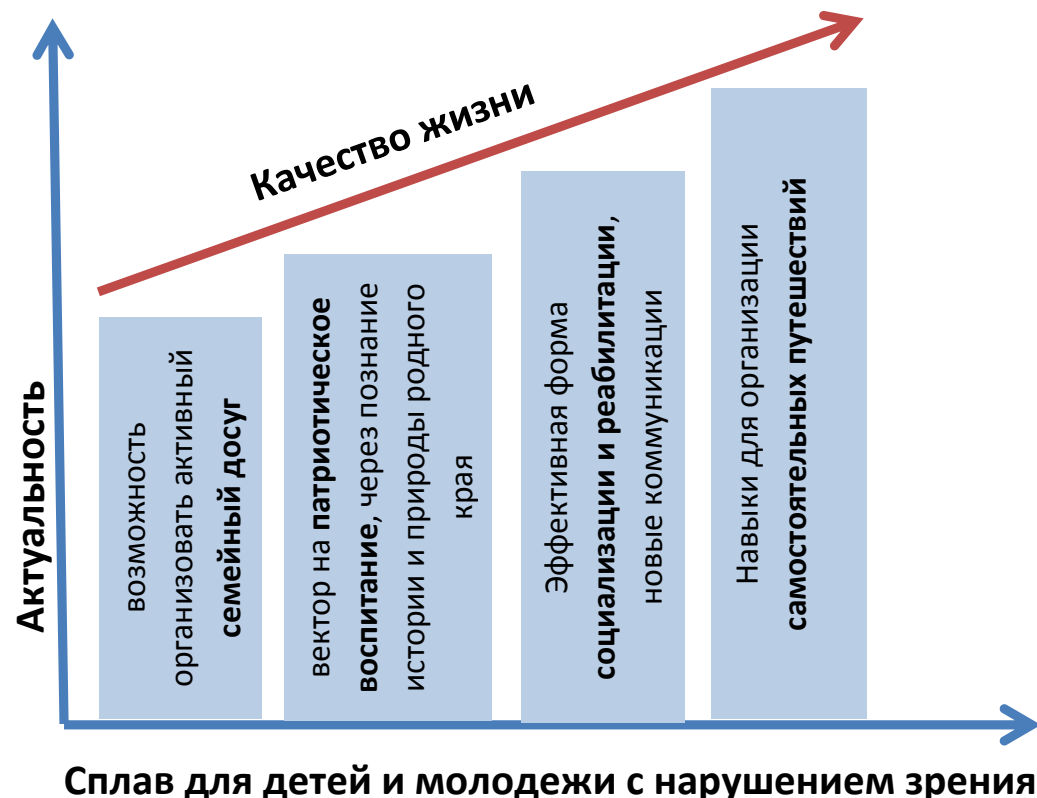 Качество жизни
Актуальность
возможность
организовать активный
семейный досуг
вектор на патриотическое
воспитание, через познание
истории и природы родного
края
Эффективная форма
социализации и реабилитации,
новые коммуникации
Навыки для организации
самостоятельных путешествий
Сплав для детей и молодежи с нарушением зрения